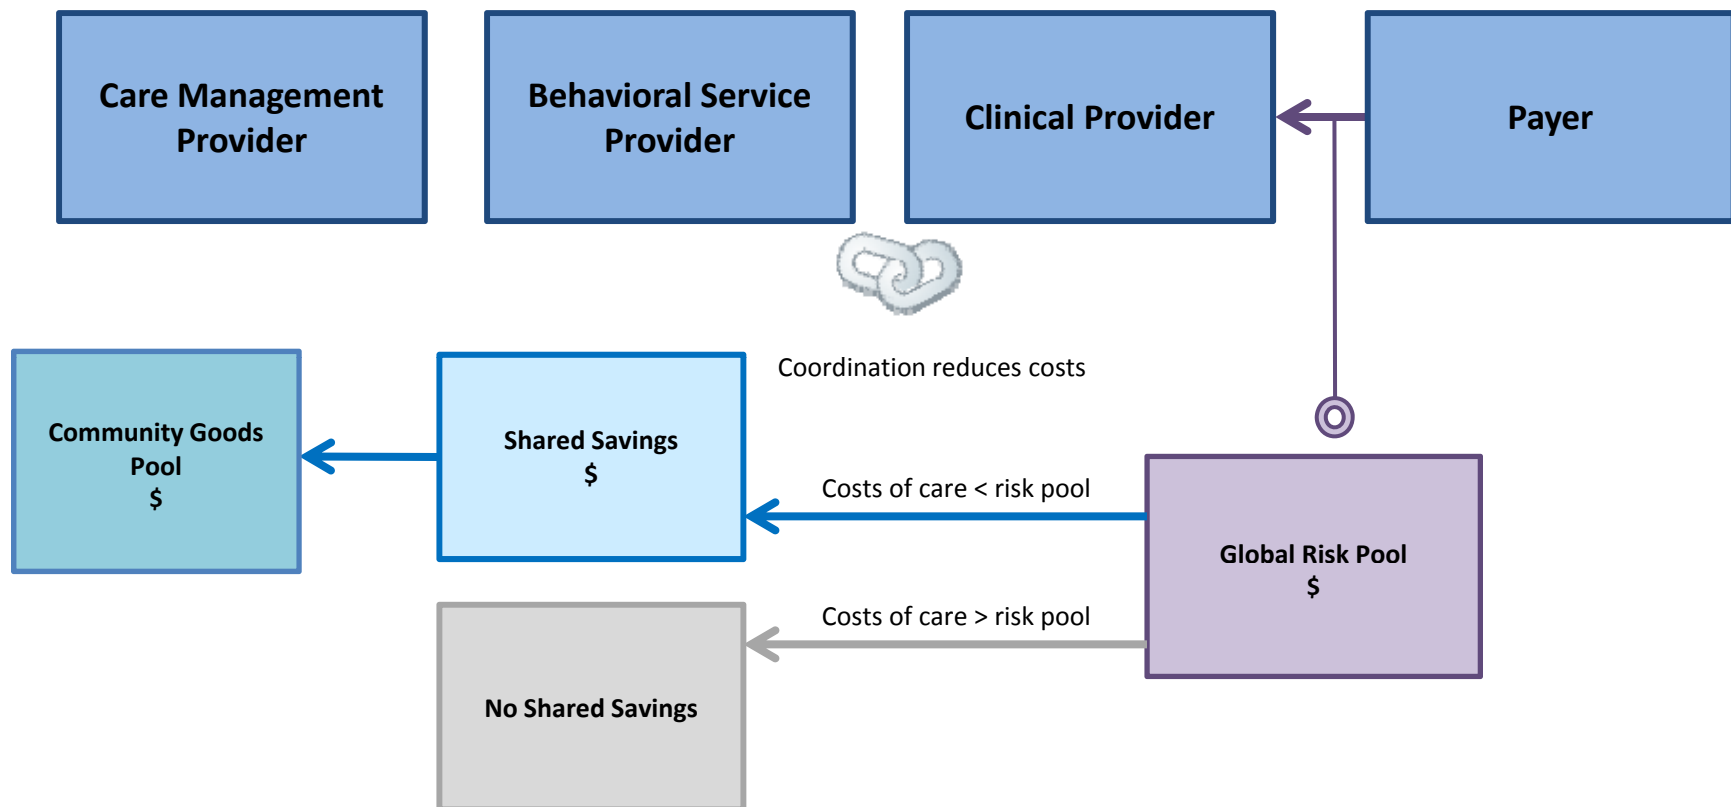 Care Management
Provider
Behavioral Service
Provider
Clinical Provider
Payer
Coordination reduces costs
Community Goods
Pool
$
Shared Savings
$
Costs of care < risk pool
Global Risk Pool
$
Costs of care > risk pool
No Shared Savings